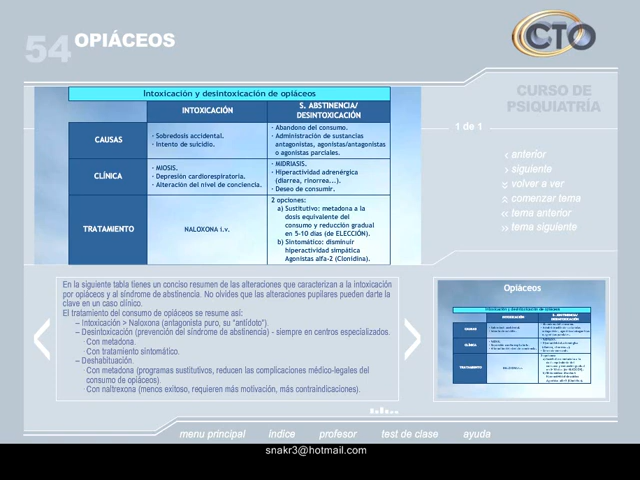 54 OPIÁCEOS
CTO
CURSO DE
PSIQUIATRÍA
1 de 1
‹ anterior
› siguiente
volver a ver
comenzar tema
‹‹ tema anterior
›› tema siguiente
Intoxicación y desintoxicación de opiáceos
INTOXICACIÓN
S. ABSTINENCIA/
DESINTOXICACIÓN
CAUSAS
· Sobredosis accidental.
· Intento de suicidio.
· Abandono del consumo.
· Administración de sustancias
antagonistas, agonistas/antagonistas
o agonistas parciales.
CLÍNICA
· MIOSIS.
· Depresión cardiorespiratoria.
· Alteración del nivel de conciencia.
· MIDRIASIS.
· Hiperactividad adrenérgica
(diarrea, rinorrea...).
· Deseo de consumir.
TRATAMIENTO
NALOXONA i.v.
2 opciones:
a) Sustitutivo: metadona a la
dosis equivalente del
consumo y reducción gradual
en 5-10 dias (de ELECCIÓN).
b) Sintomático: disminuir
hiperactividad simpática
Agonistas alfa-2 (Clonidina).
En la siguiente tabla tienes un conciso resumen de las alteraciones que caracterizan a la intoxicación
por opiáceos y al síndrome de abstinencia. No olvides que las alteraciones pupilares pueden darte la
clave en un caso clínico.
El tratamiento del consumo de opiáceos se resume así:
– Intoxicación > Naloxona (antagonista puro, su "antídoto").
– Desintoxicación (prevención del síndrome de abstinencia) - siempre en centros especializados.
· Con metadona.
· Con tratamiento sintomático.
– Deshabituación.
· Con metadona (programas sustitutivos, reducen las complicaciones médico-legales del
consumo de opiáceos).
· Con naltrexona (menos exitoso, requieren más motivación, más contraindicaciones).
Opiáceos
menu principal índice profesor test de clase ayuda
snakr3@hotmail.com